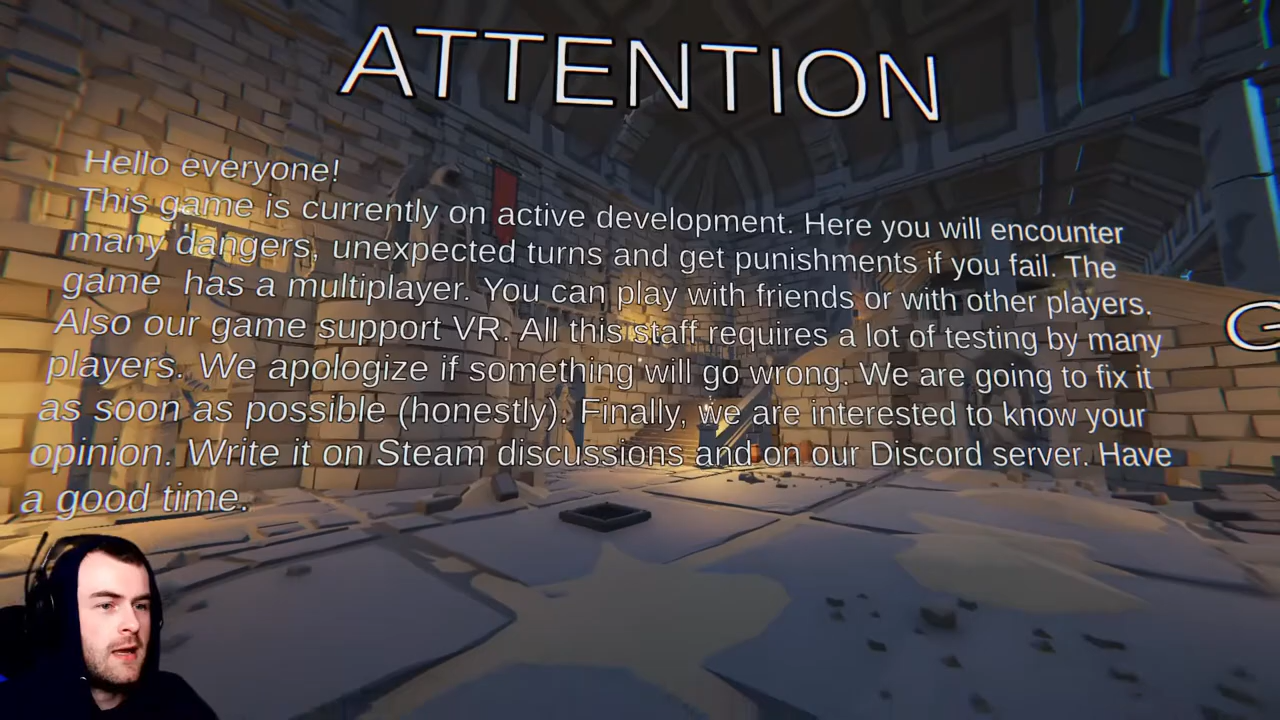 ATTENTION
Hello everyone!
This game is currently on active development. Here you will encounter
many dangers, unexpected turns and get punishments if you fail. The
game has a multiplayer. You can play with friends or with other players.
Also our game support VR. All this staff requires a lot of testing by many
players. We apologize if something will go wrong. We are going to fix it
as soon as possible (honestly). Finally, we are interested to know your
opinion. Write it on Steam discussions and on our Discord server. Have
a good time.